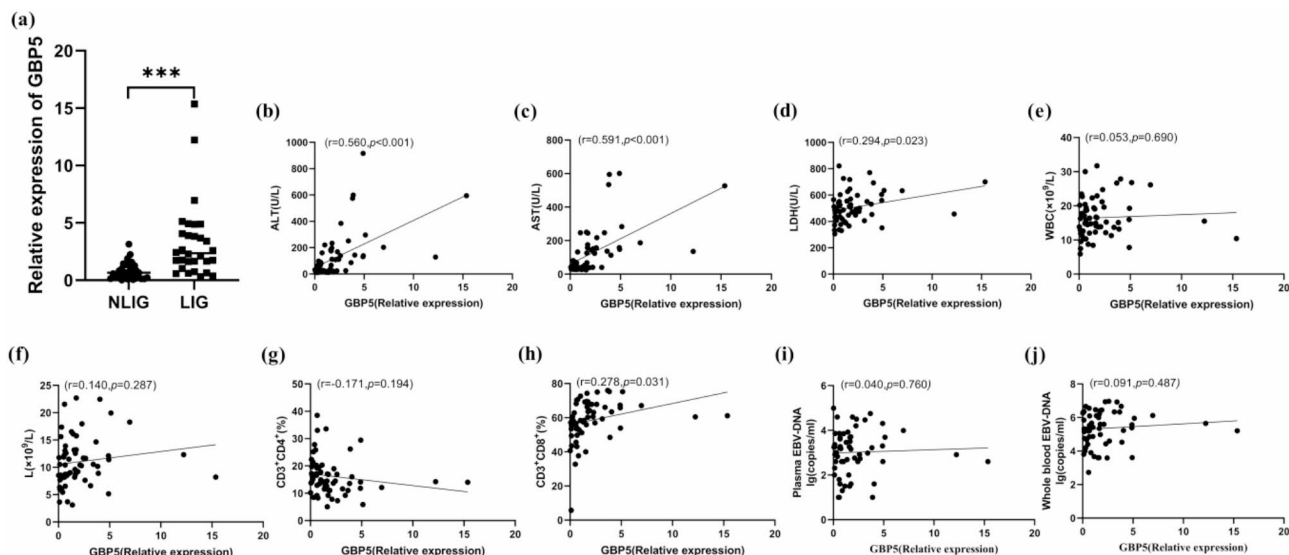 (a)
Relative expression of GBP5
20
15
10
5
0
***
NLIG
LIG
(b)
(r=0.560,p<0.001)
ALT(U/L)
1000
800
600
400
200
0
0
5
10
15
20
GBP5(Relative expression)
(c)
(r=0.591,p<0.001)
AST(U/L)
800
600
400
200
0
0
5
10
15
20
GBP5(Relative expression)
(d)
(r=0.294,p=0.023)
LDH(U/L)
1000
800
600
400
200
0
0
5
10
15
20
GBP5(Relative expression)
(e)
(r=0.053,p=0.690)
WBC(×10⁹/L)
40
30
20
10
0
0
5
10
15
20
GBP5(Relative expression)
(f)
(r=0.140,p=0.287)
L(×10⁹/L)
25
20
15
10
5
0
0
5
10
15
20
GBP5(Relative expression)
(g)
(r=-0.171,p=0.194)
CD3⁺CD4⁺(%)
50
40
30
20
10
0
0
5
10
15
20
GBP5(Relative expression)
(h)
(r=0.278,p=0.031)
CD3⁺CD8⁺(%)
80
60
40
20
0
0
5
10
15
20
GBP5(Relative expression)
(i)
(r=0.040,p=0.760)
Plasma EBV-DNA
lg(copies/ml)
6
4
2
0
0
5
10
15
20
GBP5(Relative expression)
(j)
(r=0.091,p=0.487)
Whole blood EBV-DNA
lg(copies/ml)
8
6
4
2
0
0
5
10
15
20
GBP5(Relative expression)